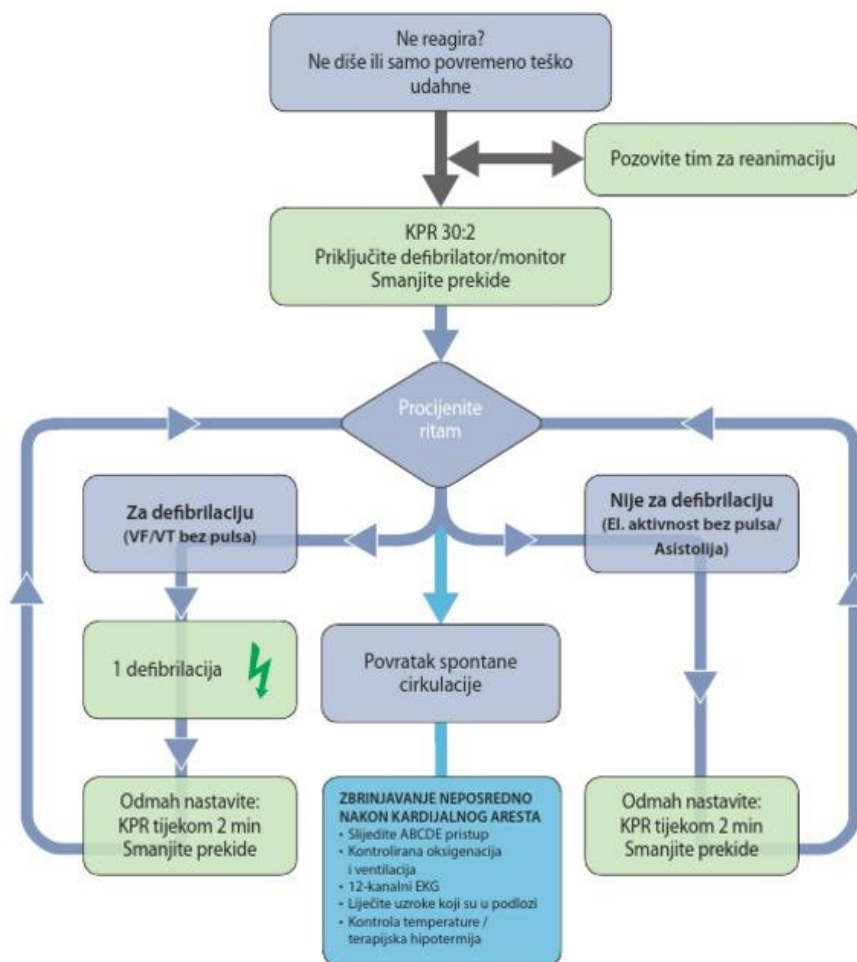 Ne reagira?
Ne diše ili samo povremeno teško
udahne
Pozovite tim za reanimaciju
KPR 30:2
Priključite defibrilator/monitor
Smanjite prekide
Procijenite
ritam
Za defibrilaciju
(VF/VT bez pulsa)
Nije za defibrilaciju
(El. aktivnost bez pulsa/
Asistolija)
1 defibrilacija
Povratak spontane
cirkulacije
Odmah nastavite:
KPR tijekom 2 min
Smanjite prekide
ZBRINJAVANJE NEPOSREDNO
NAKON KARDIJALNOG ARESTA
• Slijedite ABCDE pristup
• Kontrolirana oksigenacija
i ventilacija
• 12-kanalni EKG
• Liječite uzroke koji su u podlozi
• Kontrola temperature /
terapijska hipotermija
Odmah nastavite:
KPR tijekom 2 min
Smanjite prekide